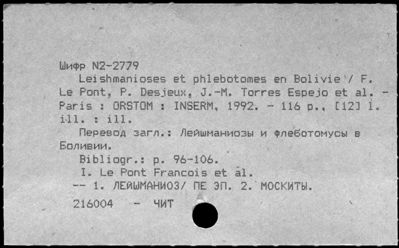 Шифр N2-2779
Leishmanioses et phlebotomes en Bolivie / F.
Le Pont, P. Desjeux, J.-M. Torres Espejo et al. -
Paris : ORSTOM : INSERM, 1992. - 116 p., [12] l.
ill. : ill.
Перевод загл.: Лейшманиозы и флеботомусы в
Боливии.
Bibliogr.: p. 96-106.
I. Le Pont Francois et al.
-- 1. ЛЕЙШМАНИОЗ/ ПЕ ЭП. 2. МОСКИТЫ.
216004 - ЧИТ